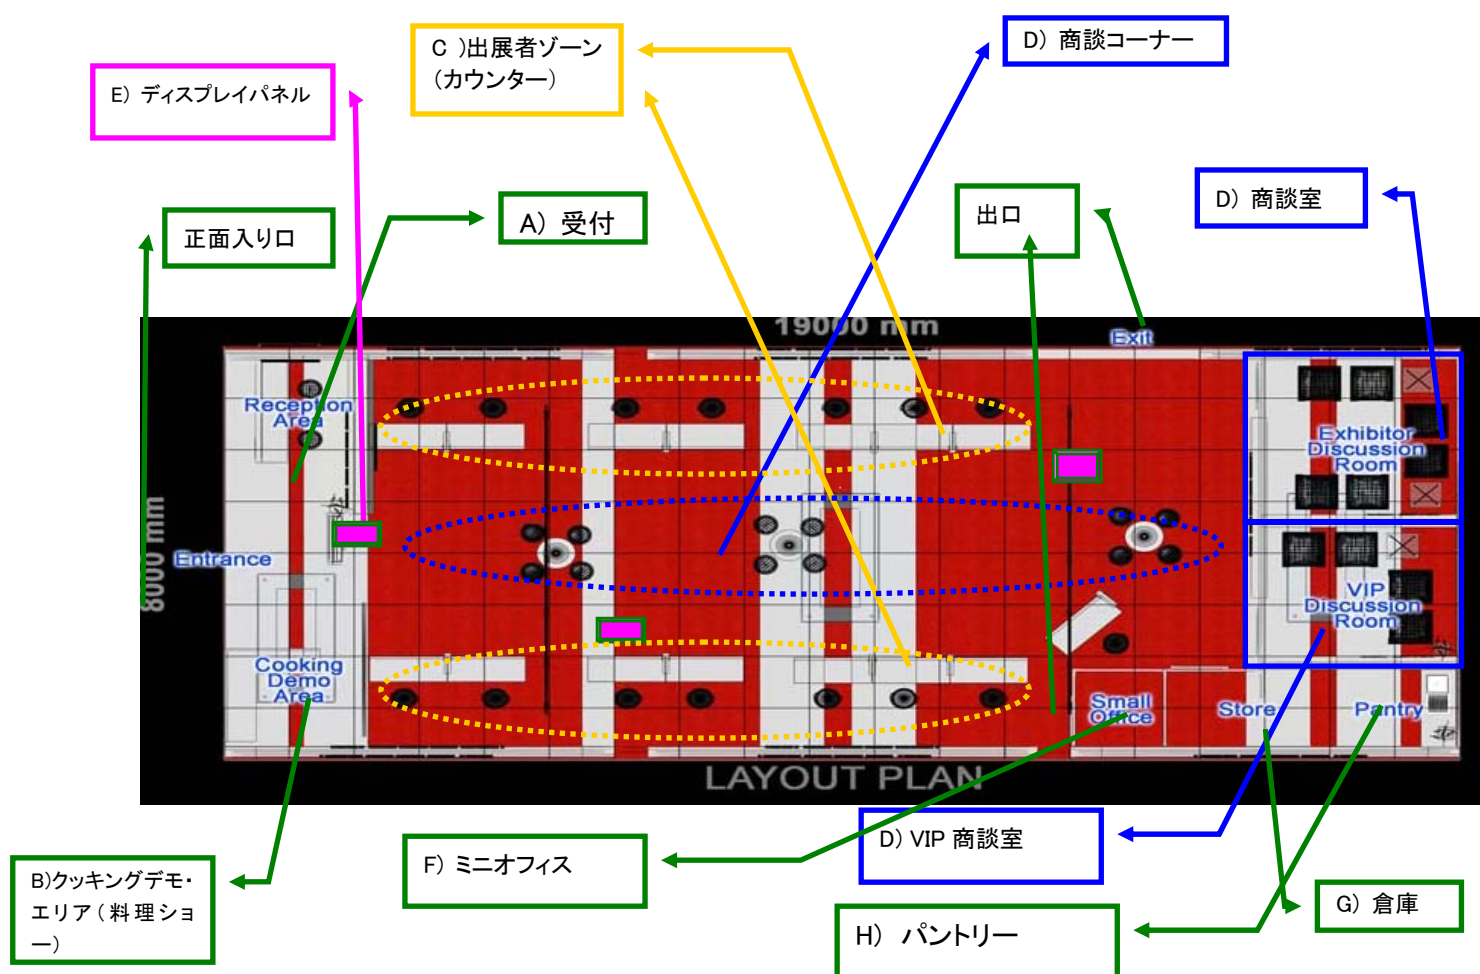 D） 商談コーナー
C ）出展者ゾーン
（カウンター）
E） ディスプレイパネル
D） 商談室
A） 受付
出口
正面入り口
19000 mm
Exit
Reception
Area
Exhibitor
Discussion
Room
8000 mm
Entrance
VIP
Discussion
Room
Cooking
Demo
Area
Small
Office
Store
Pantry
LAYOUT PLAN
D） VIP 商談室
F） ミニオフィス
B）クッキングデモ・
エリア（料理ショ
ー）
G） 倉庫
H） パントリー